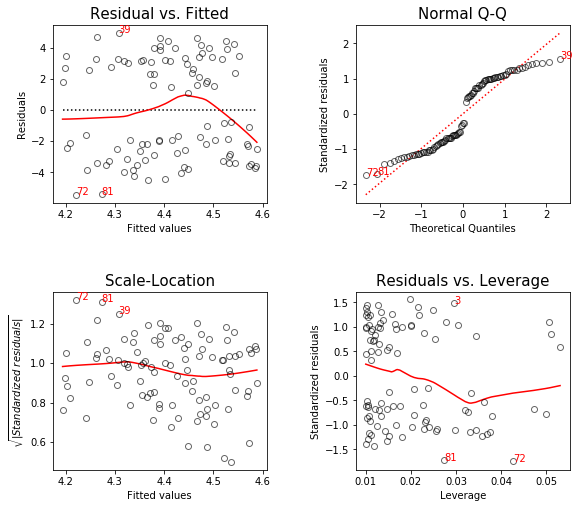 Residual vs. Fitted
Residuals
4
2
0
−2
−4
39
72
81
4.2 4.3 4.4 4.5 4.6
Fitted values
Normal Q-Q
Standardized residuals
2
1
0
−1
−2
39
72
81
−2 −1 0 1 2
Theoretical Quantiles
Scale-Location
√|Standardized residuals|
1.2
1.0
0.8
0.6
72
81
39
4.2 4.3 4.4 4.5 4.6
Fitted values
Residuals vs. Leverage
Standardized residuals
1.5
1.0
0.5
0.0
−0.5
−1.0
−1.5
3
81
72
0.01 0.02 0.03 0.04 0.05
Leverage